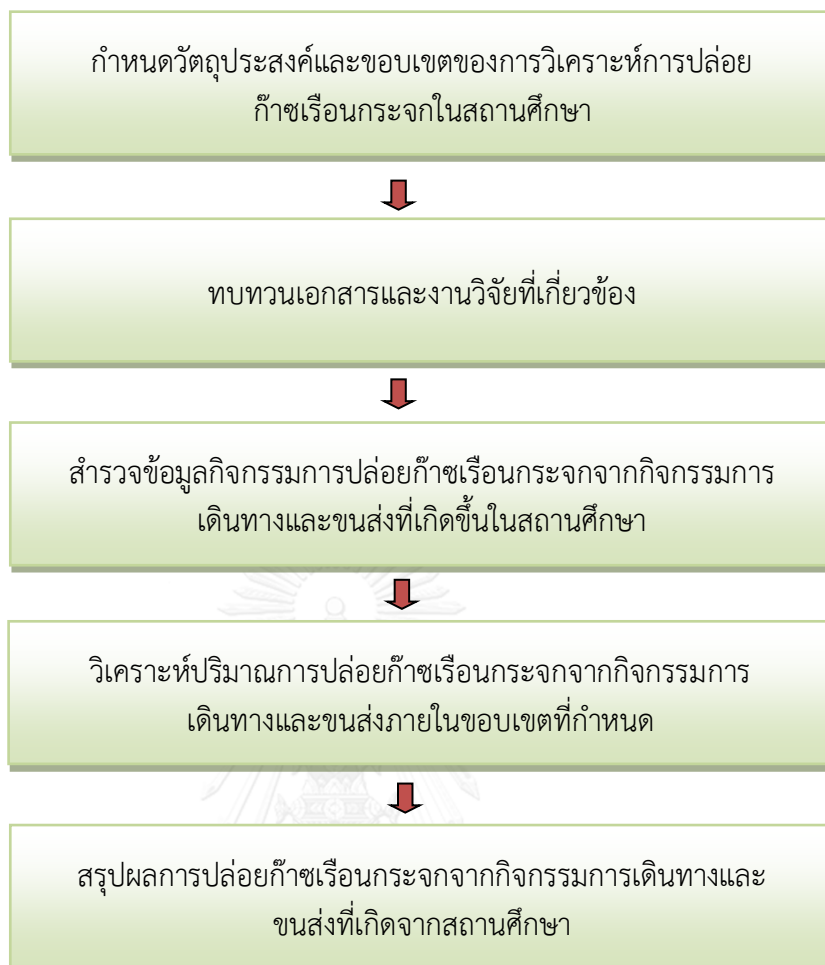 กำหนดวัตถุประสงค์และขอบเขตของการวิเคราะห์การปล่อย
ก๊าซเรือนกระจกในสถานศึกษา
ทบทวนเอกสารและงานวิจัยที่เกี่ยวข้อง
สำรวจข้อมูลกิจกรรมการปล่อยก๊าซเรือนกระจกจากกิจกรรมการ
เดินทางและขนส่งที่เกิดขึ้นในสถานศึกษา
วิเคราะห์ปริมาณการปล่อยก๊าซเรือนกระจกจากกิจกรรมการ
เดินทางและขนส่งภายในขอบเขตที่กำหนด
สรุปผลการปล่อยก๊าซเรือนกระจกจากกิจกรรมการเดินทางและ
ขนส่งที่เกิดจากสถานศึกษา